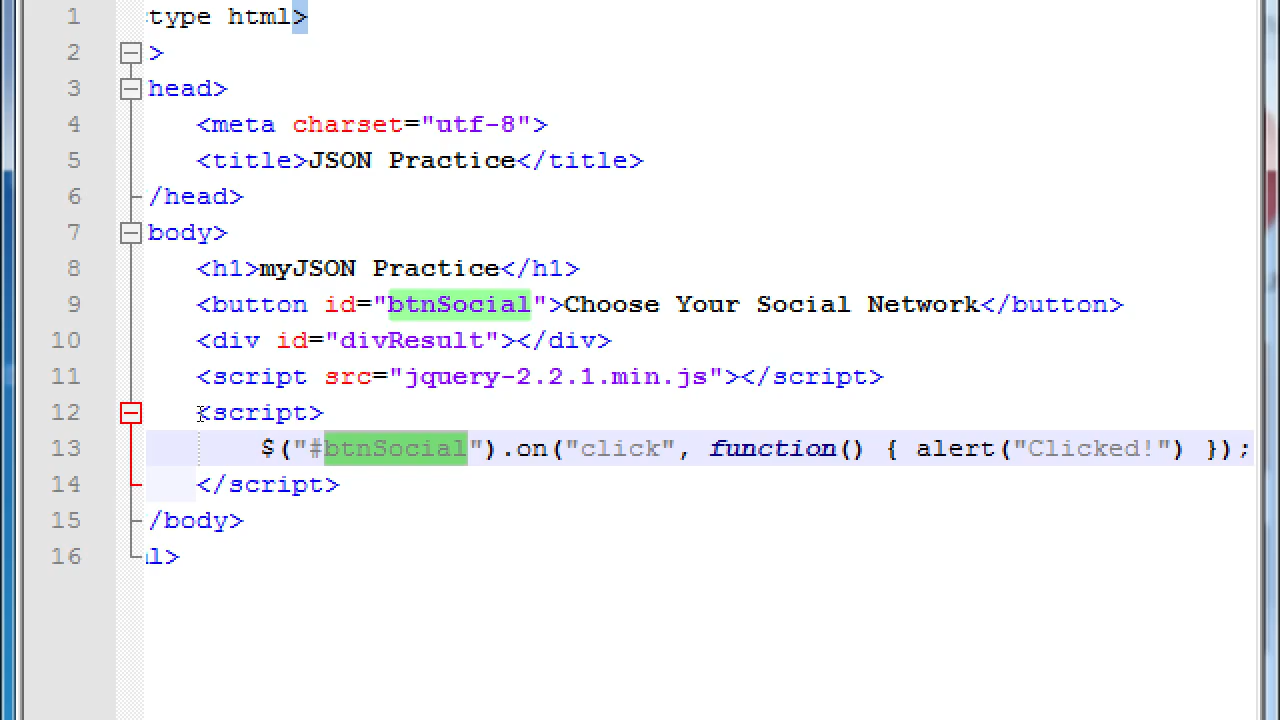 1 type html>
2 >
3 head>
4 <meta charset="utf-8">
5 <title>JSON Practice</title>
6 /head>
7 body>
8 <h1>myJSON Practice</h1>
9 <button id="btnSocial">Choose Your Social Network</button>
10 <div id="divResult"></div>
11 <script src="jquery-2.2.1.min.js"></script>
12 <script>
13 $("#btnSocial").on("click", function() { alert("Clicked!") });
14 </script>
15 /body>
16 l>